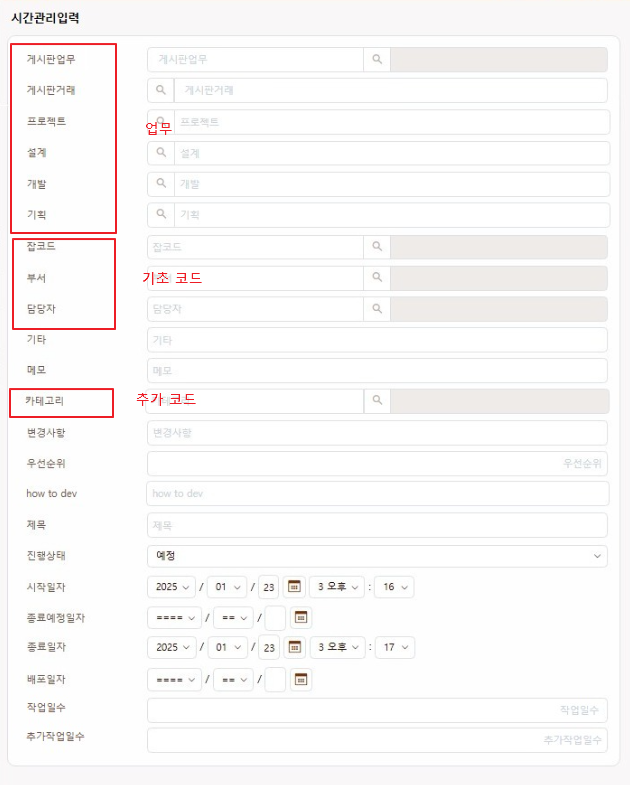 시간관리입력
게시판업무 게시판업무
게시판거래 게시판거래
프로젝트 업무 프로젝트
설계 설계
개발 개발
기획 기획
잡코드 잡코드
부서 기초 코드
담당자 담당자
기타 기타
메모 메모
카테고리 추가 코드
변경사항 변경사항
우선순위 우선순위
how to dev how to dev
제목 제목
진행상태 예정
시작일자 2025 / 01 / 23 3 오후 : 16
종료예정일자 ==== / == /
종료일자 2025 / 01 / 23 3 오후 : 17
배포일자 ==== / == /
작업일수 작업일수
추가작업일수 추가작업일수